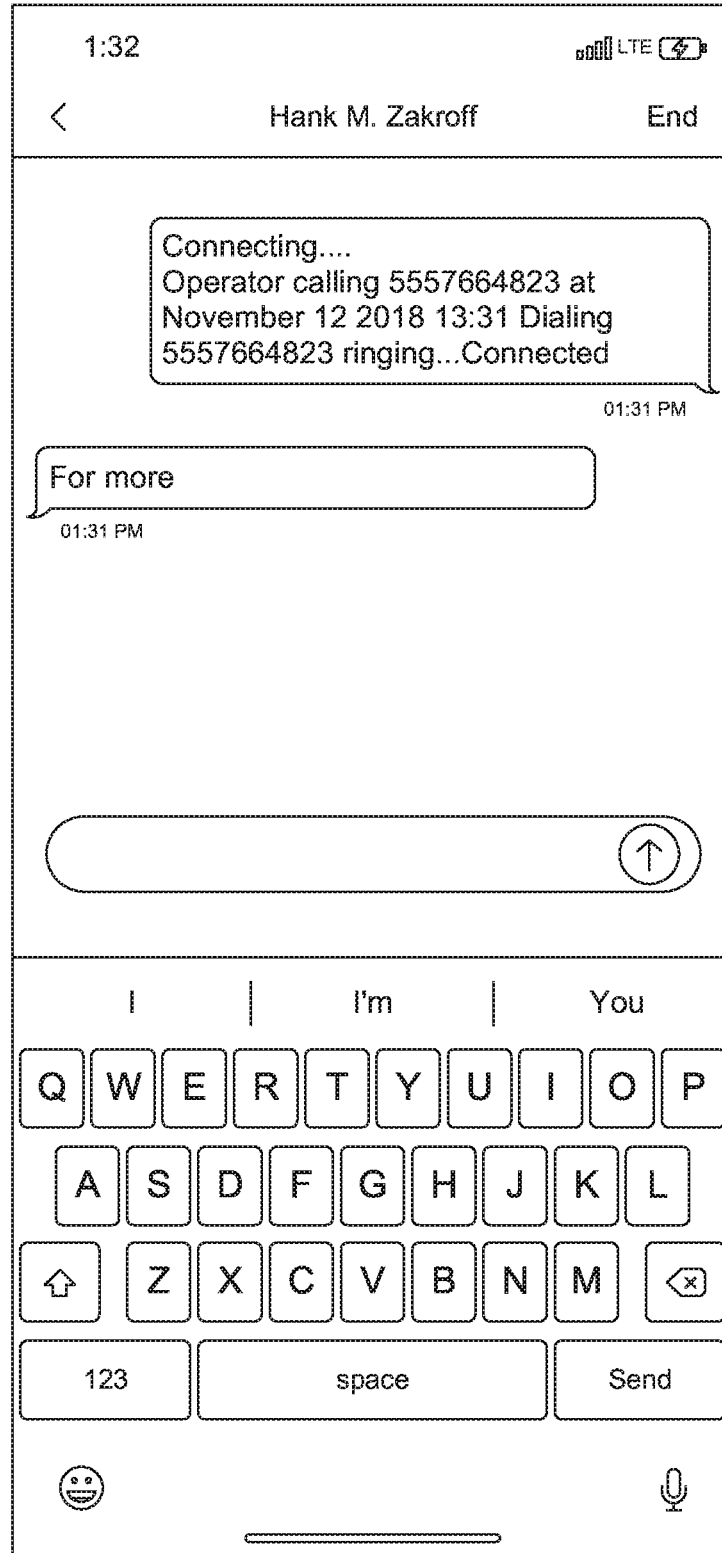 1:32 LTE
Hank M. Zakroff End
Connecting....
Operator calling 5557664823 at
November 12 2018 13:31 Dialing
5557664823 ringing...Connected
01:31 PM
For more
01:31 PM
I I'm You
Q W E R T Y U I O P
A S D F G H J K L
Z X C V B N M
123 space Send